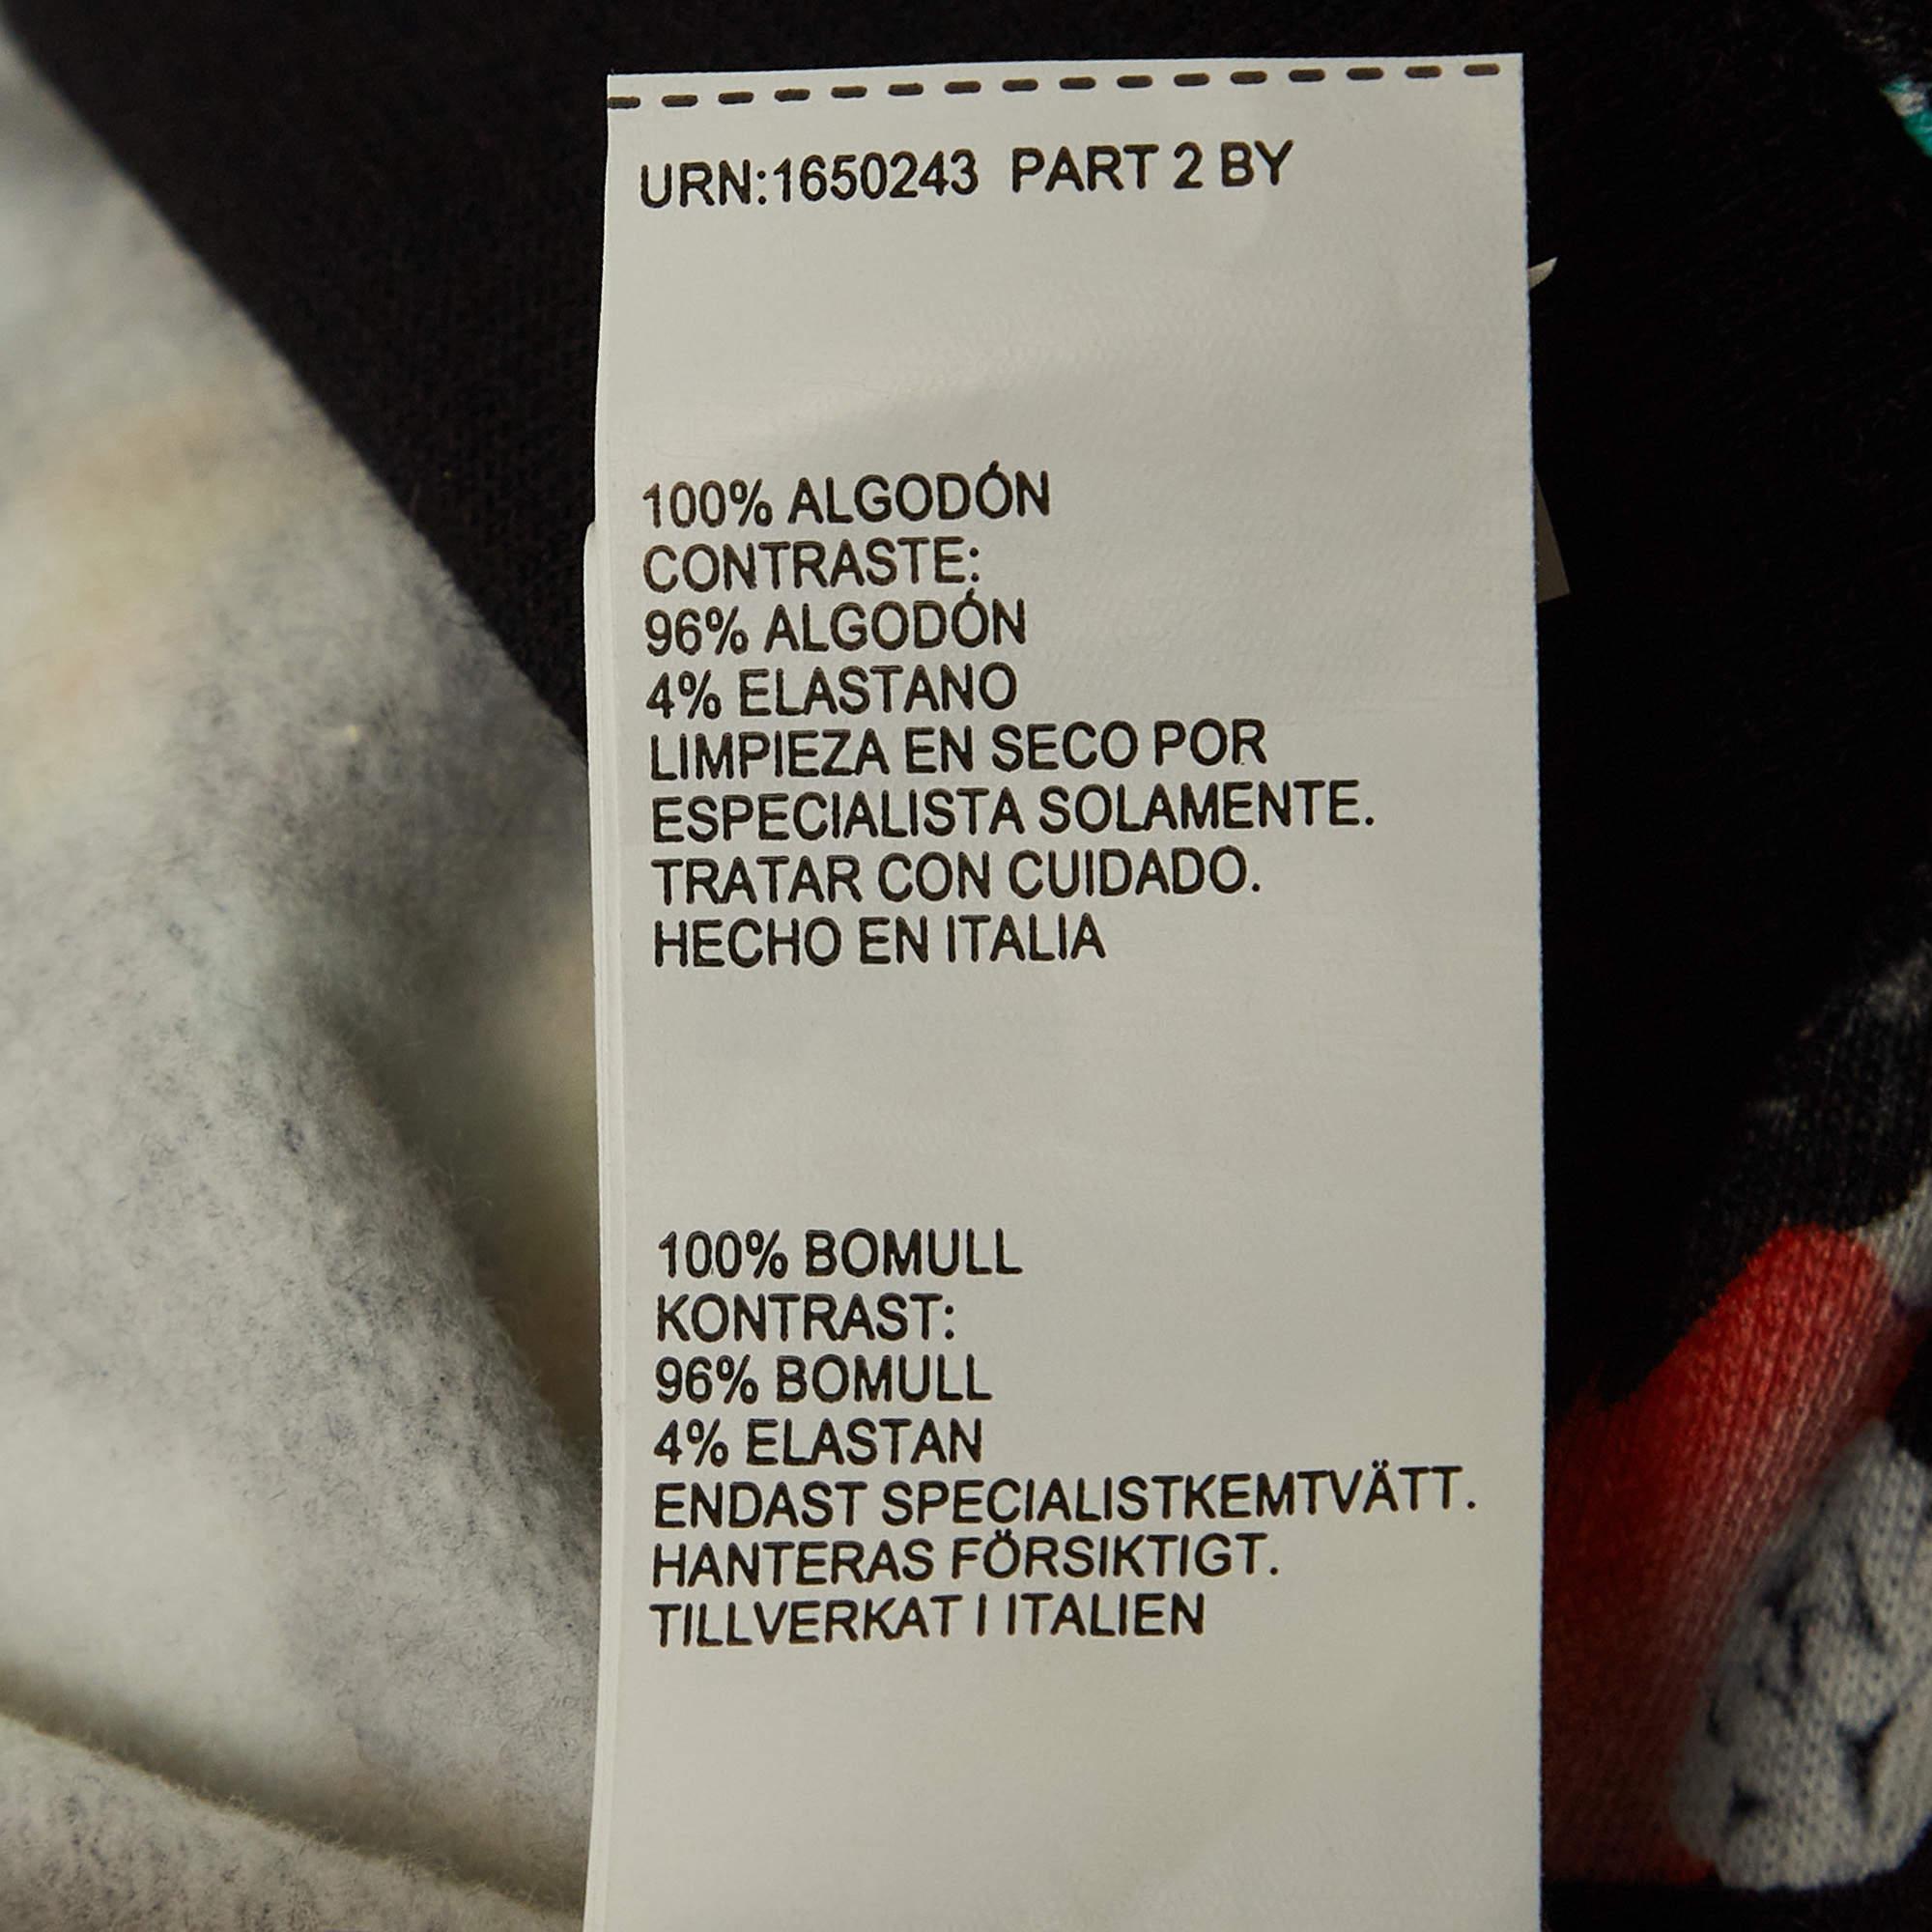 URN:1650243 PART 2 BY
100% ALGODÓN
CONTRASTE:
96% ALGODÓN
4% ELASTANO
LIMPIEZA EN SECO POR
ESPECIALISTA SOLAMENTE.
TRATAR CON CUIDADO.
HECHO EN ITALIA
100% BOMULL
KONTRAST:
96% BOMULL
4% ELASTAN
ENDAST SPECIALISTKEMTVÄTT.
HANTERAS FÖRSIKTIGT.
TILLVERKAT I ITALIEN